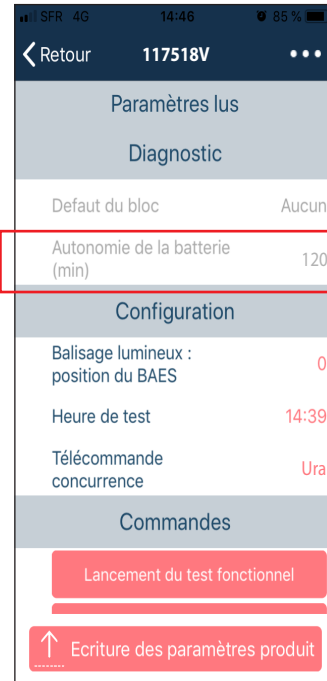 SFR 4G 14:46 85 %
Retour 117518V
Paramètres lus
Diagnostic
Defaut du bloc Aucun
Autonomie de la batterie
(min) 120
Configuration
Balisage lumineux :
position du BAES 0
Heure de test 14:39
Télécommande
concurrence Ura
Commandes
Lancement du test fonctionnel
Ecriture des paramètres produit